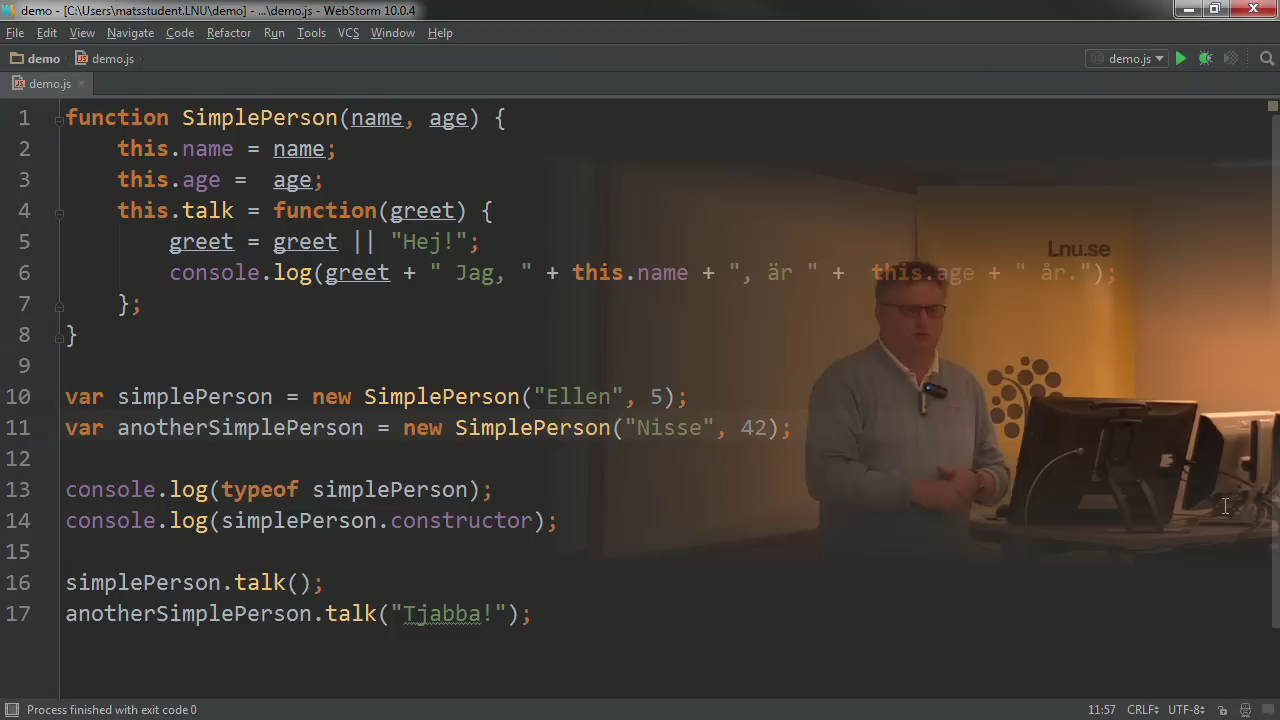 demo - [C:\Users\matsstudent.LNU\demo] - ...\demo.js - WebStorm 10.0.4
File Edit View Navigate Code Refactor Run Tools VCS Window Help
demo demo.js demo.js
demo.js
1 function SimplePerson(name, age) {
2 this.name = name;
3 this.age =  age;
4 this.talk = function(greet) {
5 greet = greet || "Hej!";
6 console.log(greet + " Jag, " + this.name + ", är " +  this.age + " år.");
7 };
8 }
9
10 var simplePerson = new SimplePerson("Ellen", 5);
11 var anotherSimplePerson = new SimplePerson("Nisse", 42);
12
13 console.log(typeof simplePerson);
14 console.log(simplePerson.constructor);
15
16 simplePerson.talk();
17 anotherSimplePerson.talk("Tjabba!");
Lnu.se
Process finished with exit code 0 11:57 CRLF UTF-8